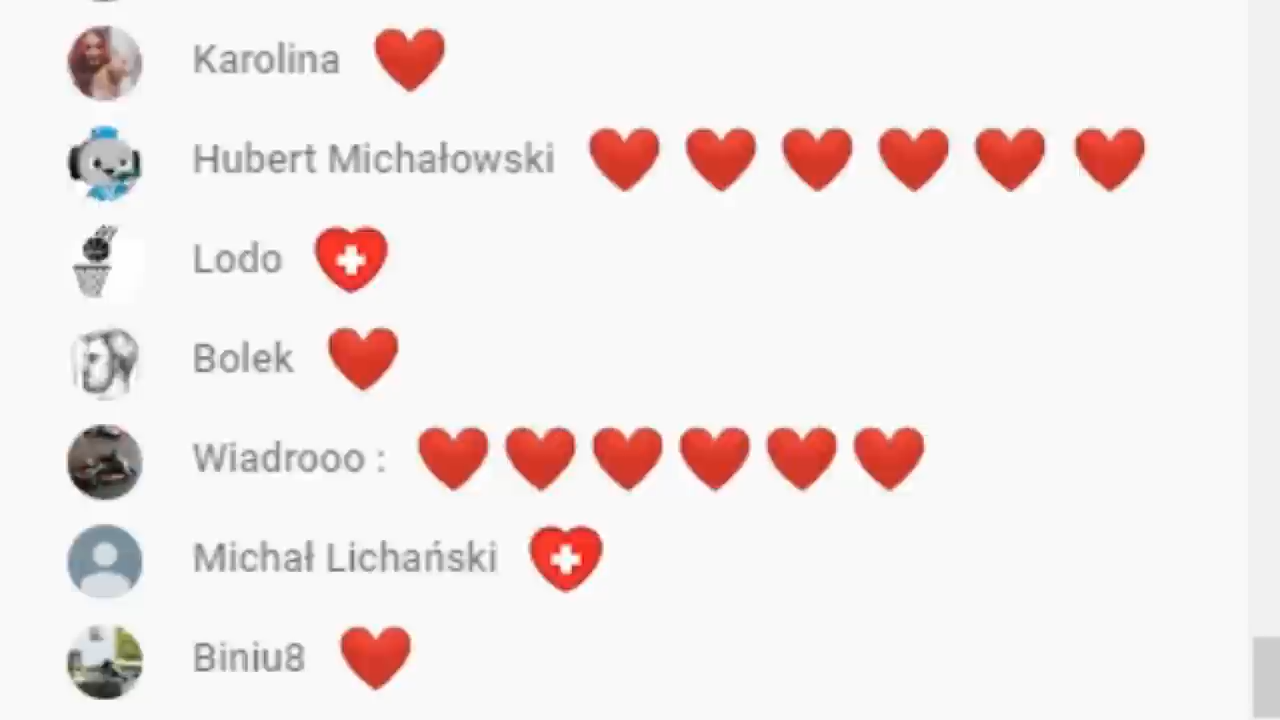 Karolina ❤️
Hubert Michałowski ❤️ ❤️ ❤️ ❤️ ❤️ ❤️
Lodo
Bolek ❤️
Wiadrooo : ❤️❤️❤️❤️❤️❤️
Michał Lichański
Biniu8 ❤️